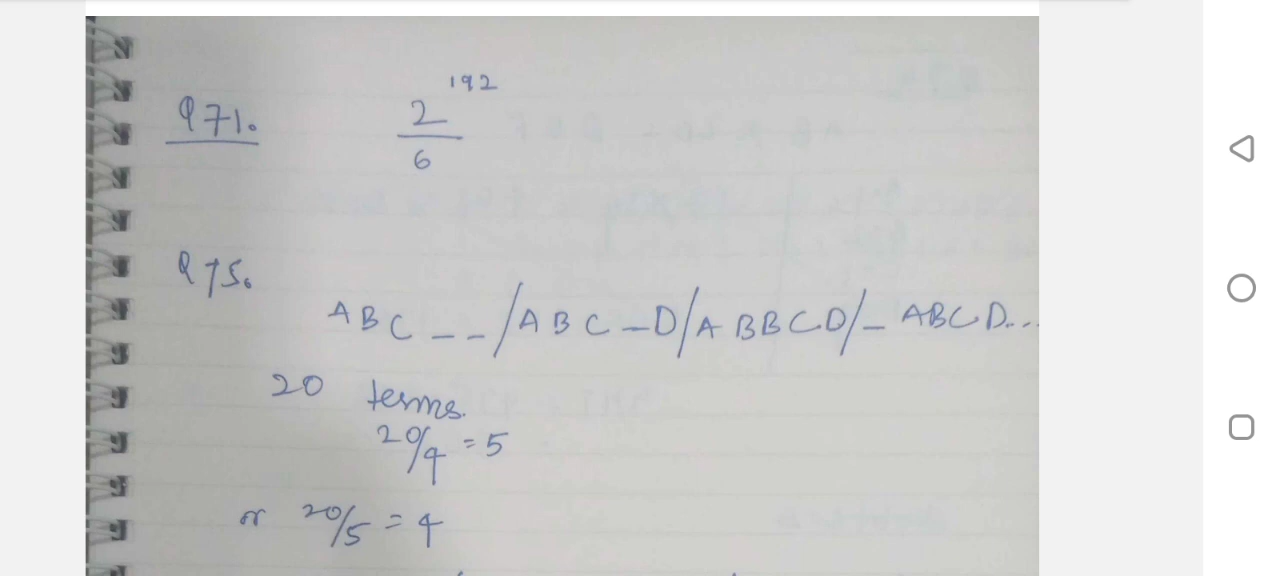 Q71. 2^192
6
Q75.
ABC _ _ / ABC _ D / ABBCD / _ ABCD...
20 terms.
20/4 = 5
or 20/5 = 4